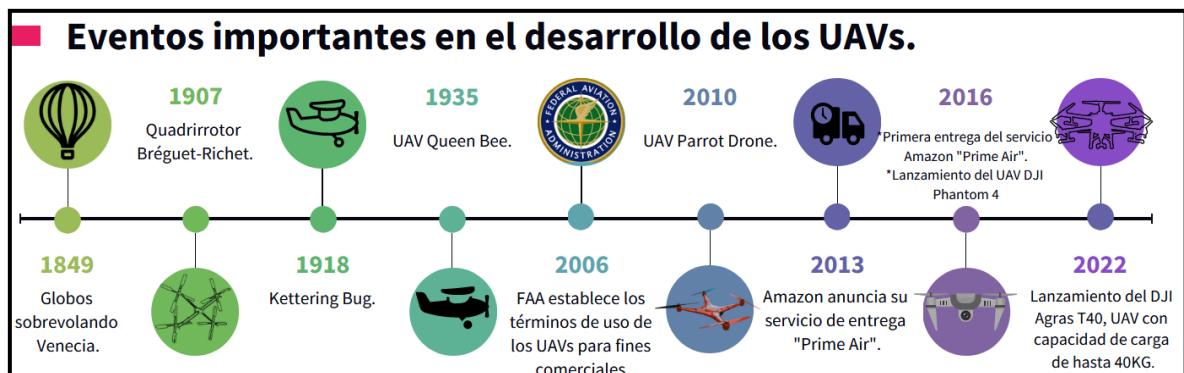 Eventos importantes en el desarrollo de los UAVs.
1849
Globos
sobrevolando
Venecia.
1907
Quadrirrotor
Bréguet-Richet.
1918
Kettering Bug.
1935
UAV Queen Bee.
FEDERAL AVIATION
ADMINISTRATION
2006
FAA establece los
términos de uso de
los UAVs para fines
comerciales
2010
UAV Parrot Drone.
2013
Amazon anuncia su
servicio de entrega
"Prime Air".
2016
*Primera entrega del servicio
Amazon "Prime Air".
*Lanzamiento del UAV DJI
Phantom 4
2022
Lanzamiento del DJI
Agras T40, UAV con
capacidad de carga
de hasta 40KG.